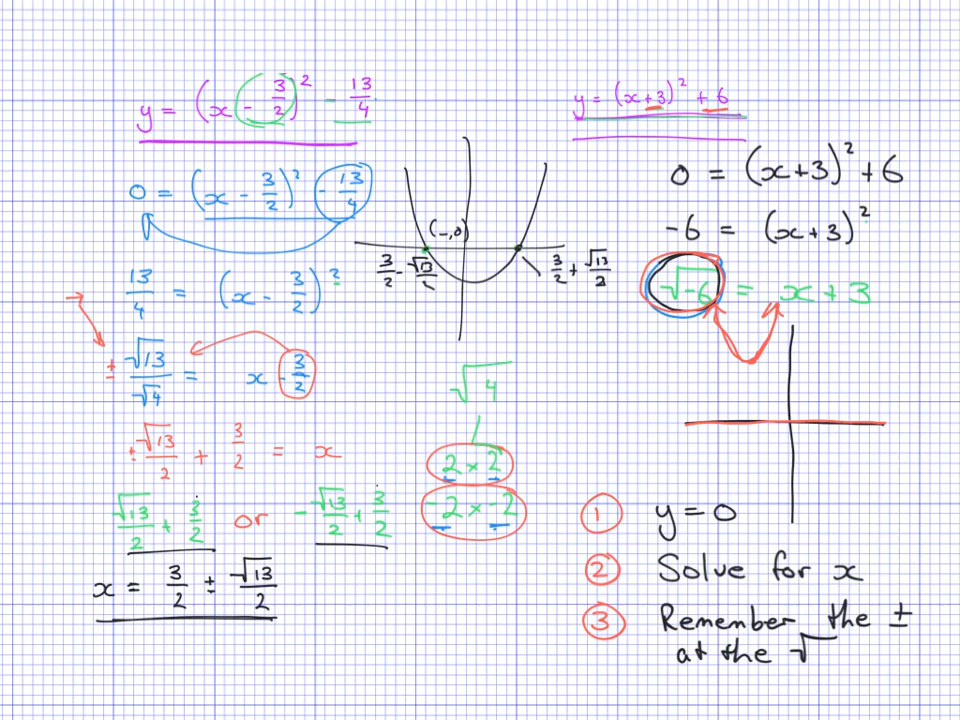 y = (x - 3/2)² - 13/4
0 = (x - 3/2)² - 13/4
13/4 = (x - 3/2)²
± √13/√4 = x - 3/2
± √13/2 + 3/2 = x
√13/2 + 3/2 or - √13/2 + 3/2
x = 3/2 ± √13/2
(-,0)
3/2 - √13/2
3/2 + √13/2
√4
2 × 2
-2 × -2
y = (x+3)² + 6
0 = (x+3)² + 6
-6 = (x+3)²
√-6 = x + 3
① y = 0
② Solve for x
③ Remember the ±
at the √